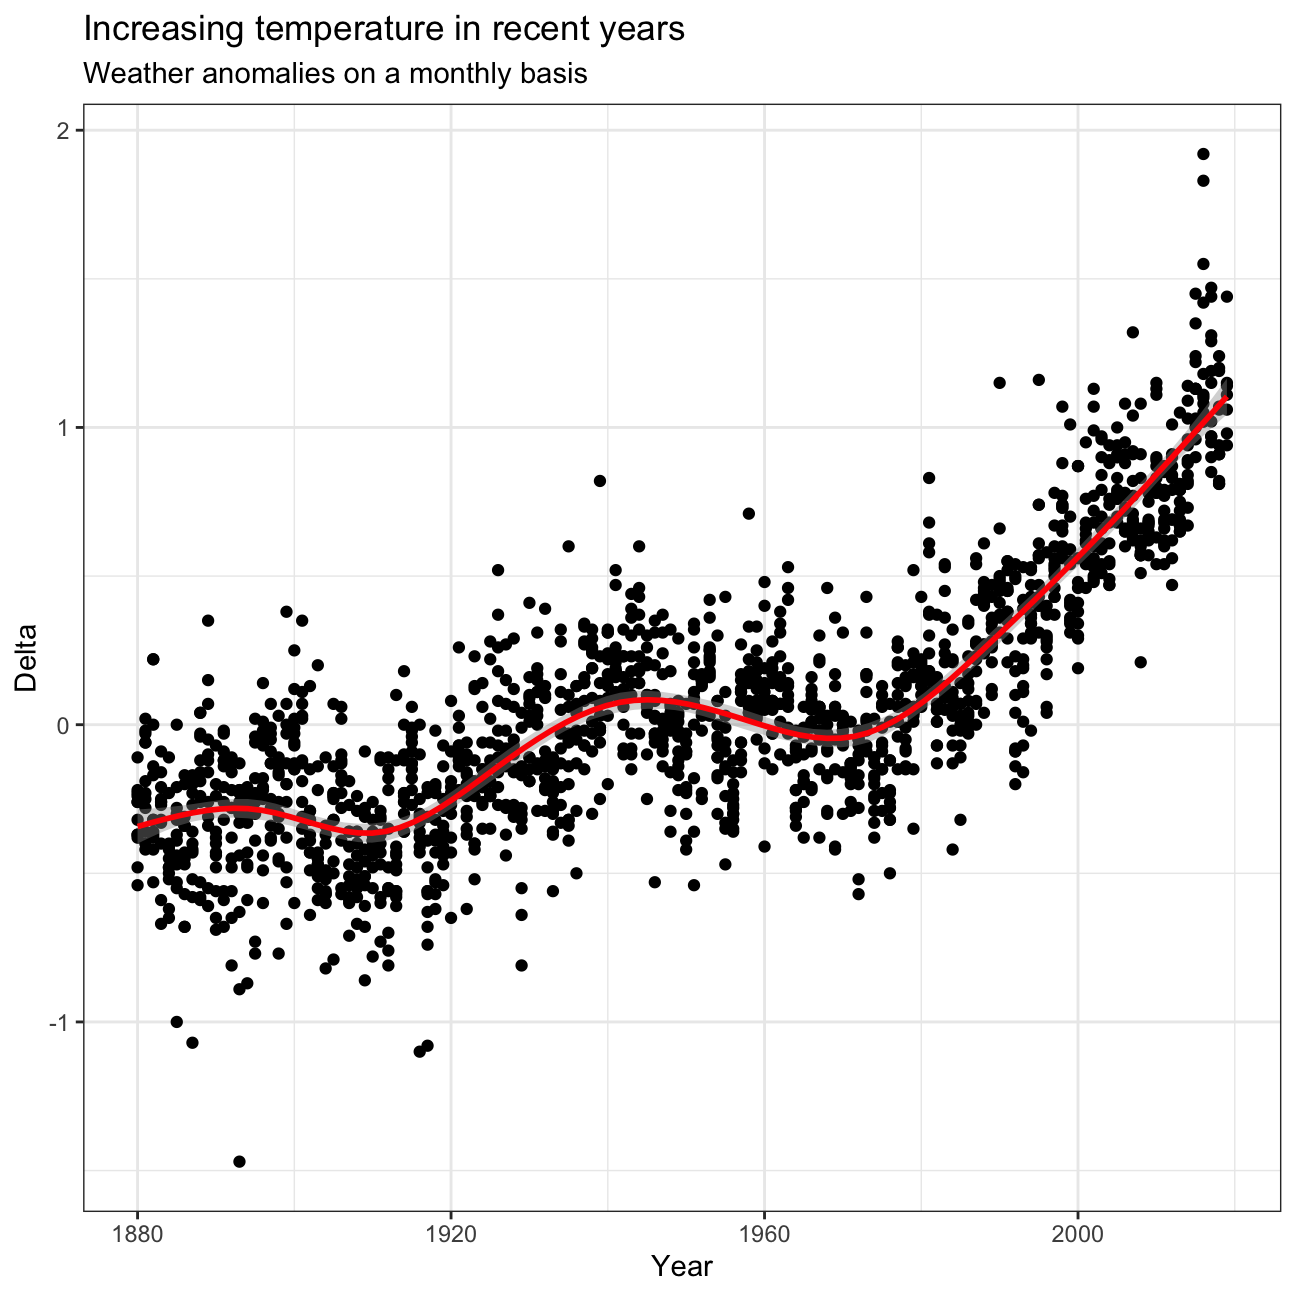 Increasing temperature in recent years
Weather anomalies on a monthly basis
2
1
0
-1
Delta
1880
1920
1960
2000
Year